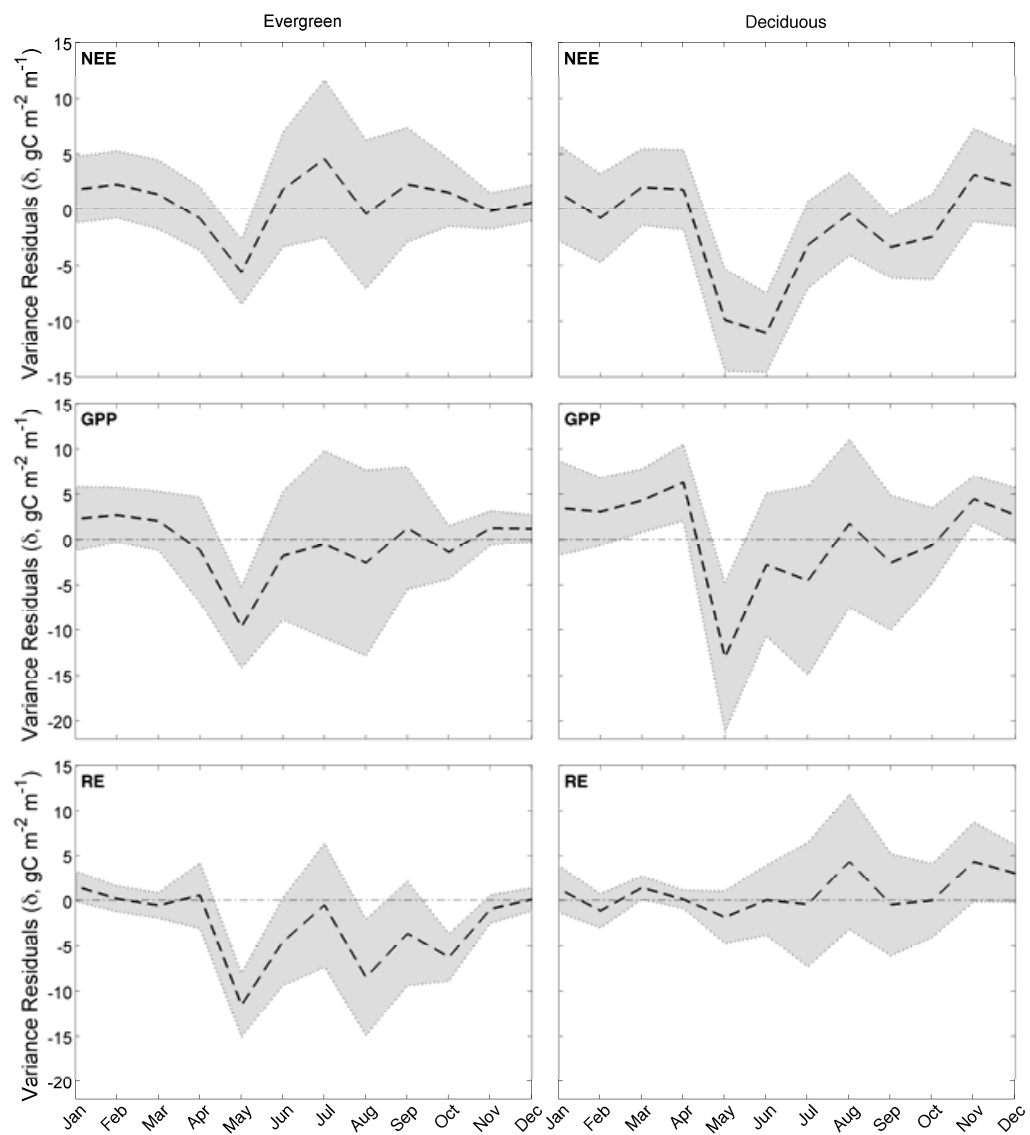 Evergreen
Deciduous
Variance Residuals (δ, gC m⁻² m⁻¹)
15
10
5
0
-5
-10
-15
NEE
NEE
Variance Residuals (δ, gC m⁻² m⁻¹)
15
10
5
0
-5
-10
-15
-20
GPP
GPP
Variance Residuals (δ, gC m⁻² m⁻¹)
15
10
5
0
-5
-10
-15
-20
RE
RE
Jan Feb Mar Apr May Jun Jul Aug Sep Oct Nov Dec
Jan Feb Mar Apr May Jun Jul Aug Sep Oct Nov Dec